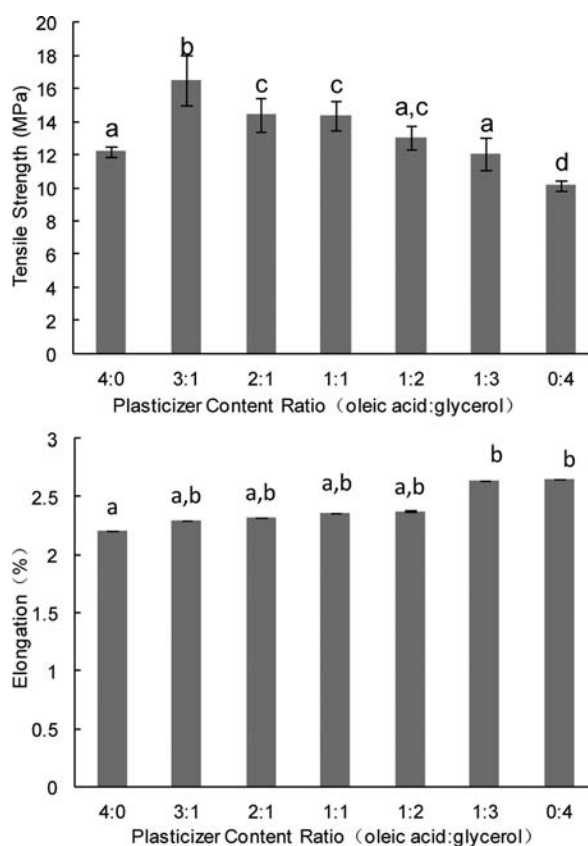 Tensile Strength (MPa)
20
18
16
14
12
10
8
6
4
2
0
a
b
c
c
a,c
a
d
4:0 3:1 2:1 1:1 1:2 1:3 0:4
Plasticizer Content Ratio（oleic acid:glycerol）
Elongation（%）
3
2.5
2
1.5
1
0.5
0
a
a,b
a,b
a,b
a,b
b
b
4:0 3:1 2:1 1:1 1:2 1:3 0:4
Plasticizer Content Ratio（oleic acid:glycerol）